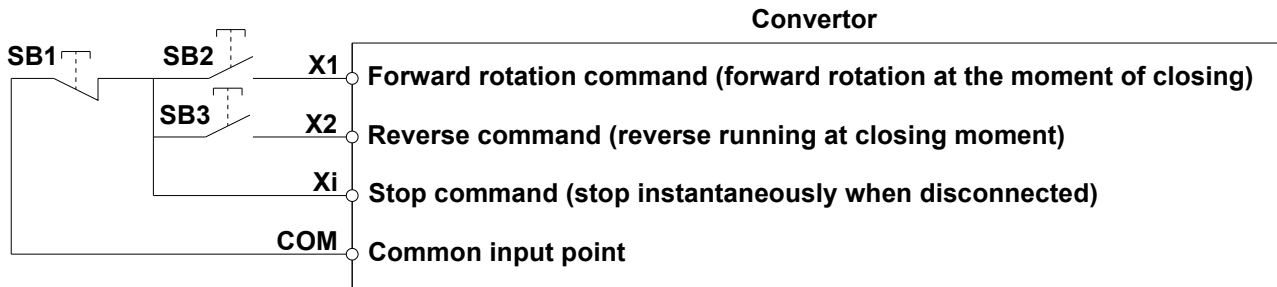 Convertor
SB1
SB2
X1
Forward rotation command (forward rotation at the moment of closing)
SB3
X2
Reverse command (reverse running at closing moment)
Xi
Stop command (stop instantaneously when disconnected)
COM
Common input point